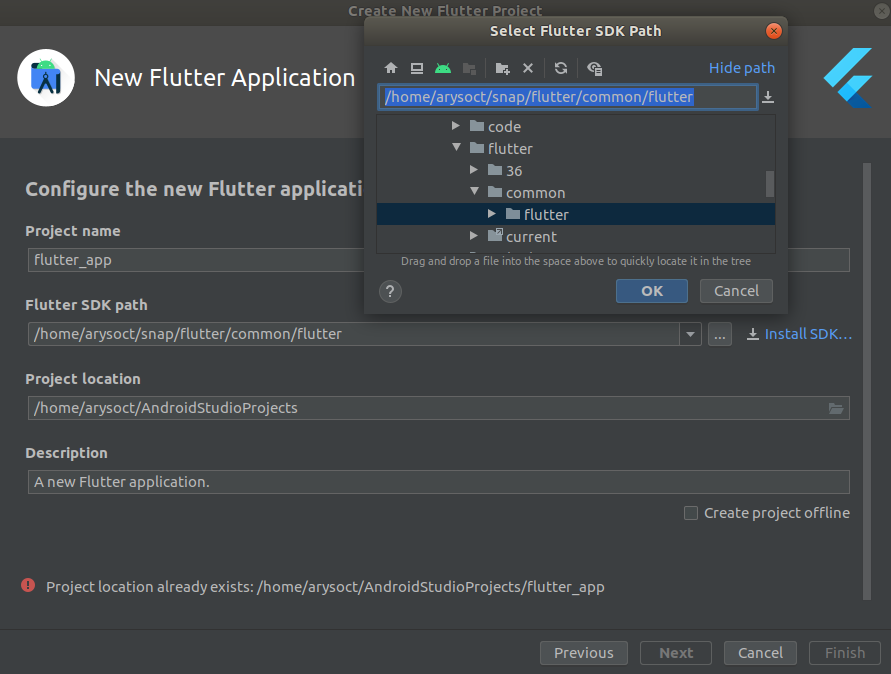 Create New Flutter Project
Select Flutter SDK Path
New Flutter Application
Hide path
/home/arysoct/snap/flutter/common/flutter
code
flutter
36
common
flutter
current
Drag and drop a file into the space above to quickly locate it in the tree
?
OK
Cancel
Configure the new Flutter applicati
Project name
flutter_app
Flutter SDK path
/home/arysoct/snap/flutter/common/flutter
...
Install SDK...
Project location
/home/arysoct/AndroidStudioProjects
Description
A new Flutter application.
Create project offline
Project location already exists: /home/arysoct/AndroidStudioProjects/flutter_app
Previous
Next
Cancel
Finish